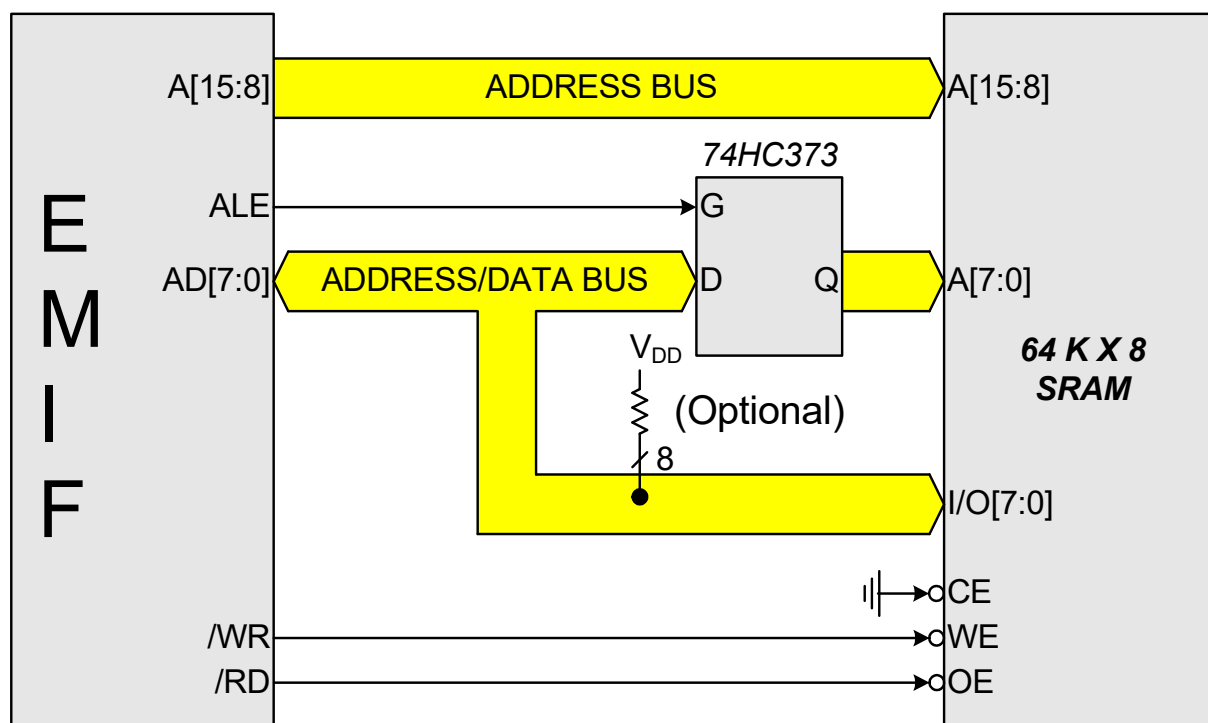 A[15:8]
ADDRESS BUS
A[15:8]
74HC373
ALE
G
AD[7:0]
ADDRESS/DATA BUS
D
Q
A[7:0]
E
M
I
F
VDD
(Optional)
8
64 K X 8
SRAM
I/O[7:0]
CE
/WR
WE
/RD
OE